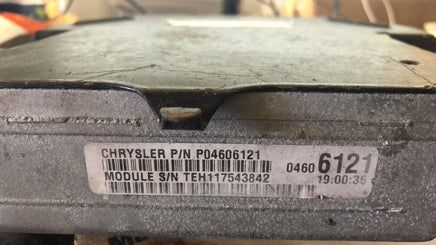 CHRYSLER P/N P04606121
0460 6121
MODULE S/N TEH117543842
19:00:36